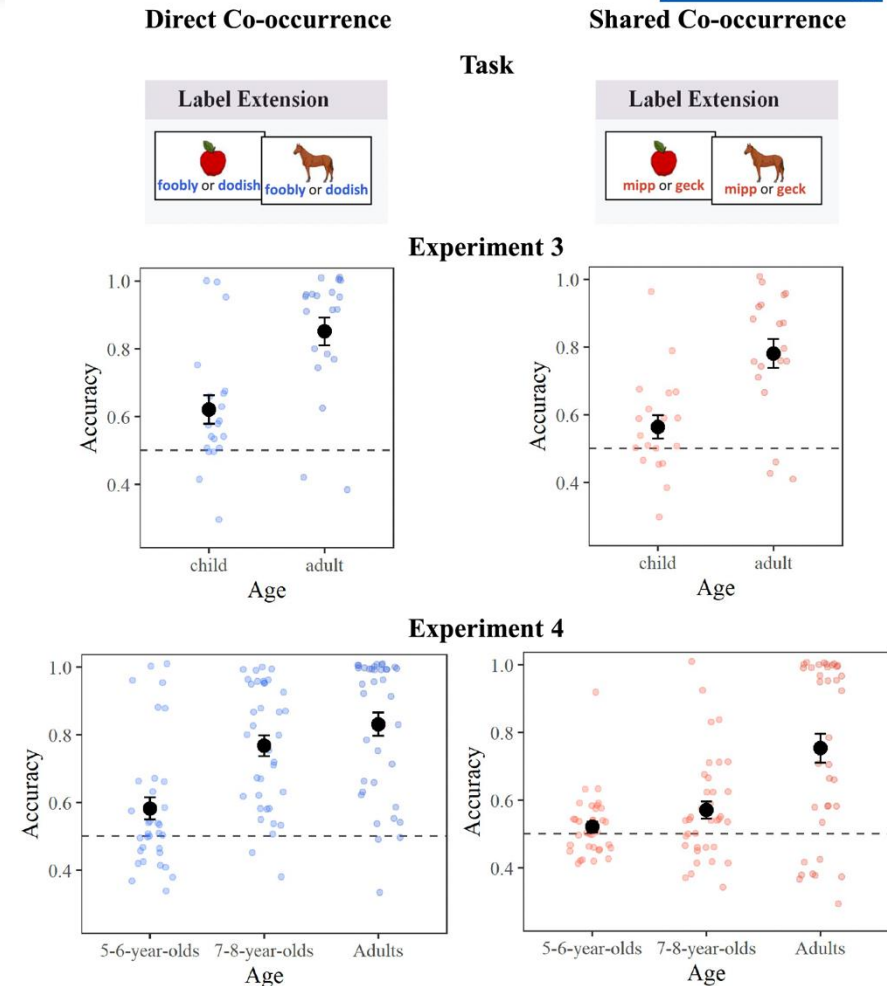 Direct Co-occurrence
Shared Co-occurrence
Task
Label Extension
foobly or dodish
foobly or dodish
Label Extension
mipp or geck
mipp or geck
Experiment 3
1.0
0.8
0.6
0.4
Accuracy
child
adult
Age
1.0
0.8
0.6
0.4
Accuracy
child
adult
Age
Experiment 4
1.0
0.8
0.6
0.4
Accuracy
5-6-year-olds 7-8-year-olds Adults
Age
1.0
0.8
0.6
0.4
Accuracy
5-6-year-olds 7-8-year-olds Adults
Age